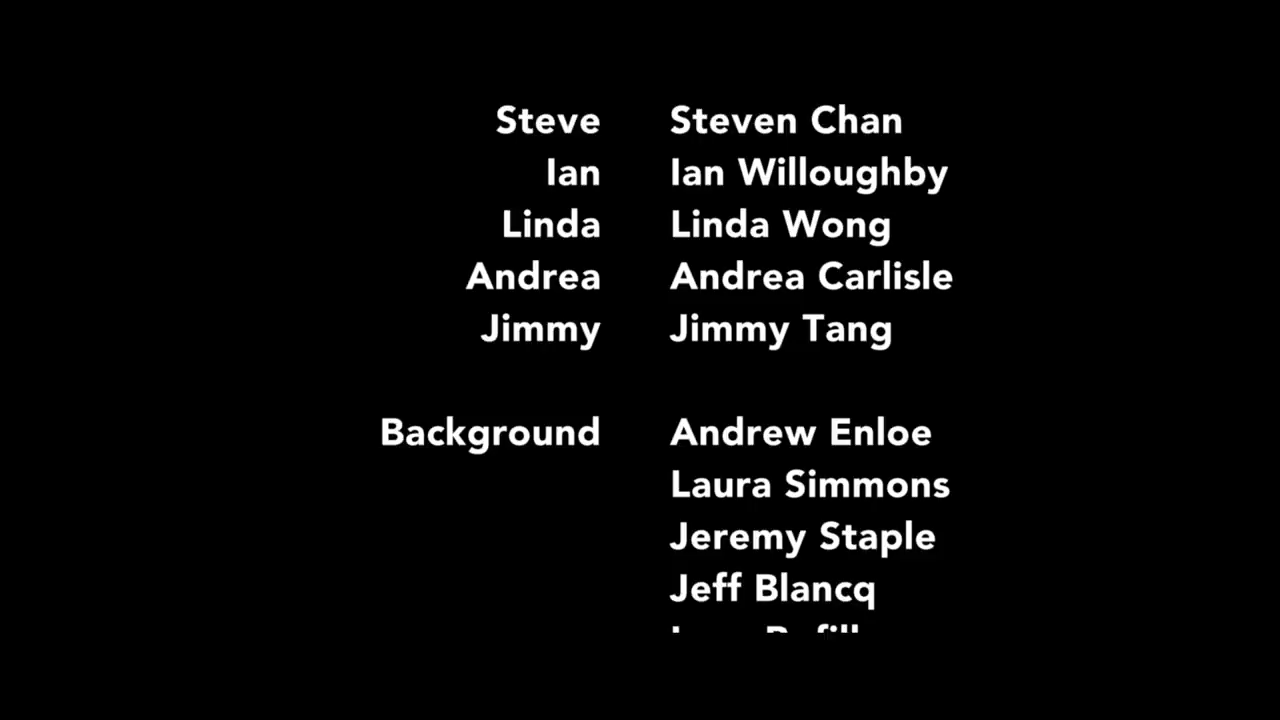 Steve Steven Chan
Ian Ian Willoughby
Linda Linda Wong
Andrea Andrea Carlisle
Jimmy Jimmy Tang
Background Andrew Enloe
Laura Simmons
Jeremy Staple
Jeff Blancq